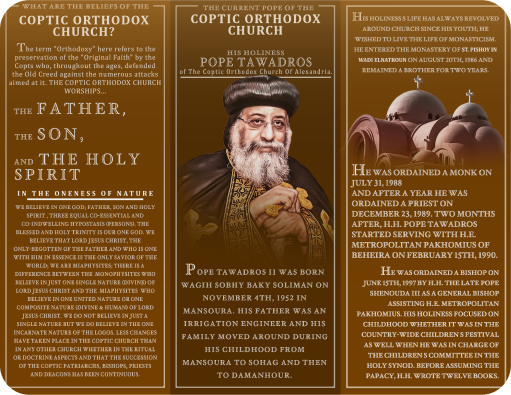 WHAT ARE THE BELIEFS OF THE
COPTIC ORTHODOX
CHURCH?
The term "Orthodosy" here refers to the
preservation of the "Original Faith" by the
Copts who, throughout the ages, defended
the Old Creed against the numerous attacks
aimed at it. THE COPTIC ORTHODOX CHURCH
WORSHIPS...
THE FATHER,
THE SON,
AND THE HOLY
SPIRIT
IN THE ONENESS OF NATURE
WE BELIEVE IN ONE GOD; FATHER, SON AND HOLY
SPIRIT, THREE EQUAL CO-ESSENTIAL AND
CO-INDWELLING HYPOSTASIS (PERSONS). THE
BLESSED AND HOLY TRINITY IS OUR ONE GOD. WE
BELIEVE THAT LORD JESUS CHRIST, THE
ONLY-BEGOTTEN OF THE FATHER AND WHO IS ONE
WITH HIM IN ESSENCE IS THE ONLY SAVIOR OF THE
WORLD. WE ARE MIAPHYSITES; THERE IS A
DIFFERENCE BETWEEN THE MONOPHYSITES WHO
BELIEVE IN JUST ONE SINGLE NATURE (DIVINE) OF
LORD JESUS CHRIST AND THE MIAPHYSITES WHO
BELIEVE IN ONE UNITED NATURE OR ONE
COMPOSITE NATURE (DIVINE & HUMAN) OF LORD
JESUS CHRIST. WE DO NOT BELIEVE IN JUST A
SINGLE NATURE BUT WE DO BELIEVE IN THE ONE
INCARNATE NATURE OF THE LOGOS. LESS CHANGES
HAVE TAKEN PLACE IN THE COPTIC CHURCH THAN
IN ANY OTHER CHURCH WHETHER IN THE RITUAL
OR DOCTRINE ASPECTS AND THAT THE SUCCESSION
OF THE COPTIC PATRIARCHS, BISHOPS, PRIESTS
AND DEACONS HAS BEEN CONTINUOUS.
THE CURRENT POPE OF THE
COPTIC ORTHODOX
CHURCH
HIS HOLINESS
POPE TAWADROS
of The Coptic Orthodox Church Of Alexandria.
POPE TAWADROS II WAS BORN
WAGIH SOBHY BAKY SOLIMAN ON
NOVEMBER 4TH, 1952 IN
MANSOURA. HIS FATHER WAS AN
IRRIGATION ENGINEER AND HIS
FAMILY MOVED AROUND DURING
HIS CHILDHOOD FROM
MANSOURA TO SOHAG AND THEN
TO DAMANHOUR.
HIS HOLINESS'S LIFE HAS ALWAYS REVOLVED
AROUND CHURCH SINCE HIS YOUTH; HE
WISHED TO LIVE THE LIFE OF MONASTICISM.
HE ENTERED THE MONASTERY OF ST. PISHOY IN
WADI ELNATROUN ON AUGUST 20TH, 1986 AND
REMAINED A BROTHER FOR TWO YEARS.
HE WAS ORDAINED A MONK ON
JULY 31, 1988
AND AFTER A YEAR HE WAS
ORDAINED A PRIEST ON
DECEMBER 23, 1989. TWO MONTHS
AFTER, H.H. POPE TAWADROS
STARTED SERVING WITH H.E.
METROPOLITAN PAKHOMIUS OF
BEHEIRA ON FEBRUARY 15TH, 1990.
HE WAS ORDAINED A BISHOP ON
JUNE 15TH, 1997 BY H.H. THE LATE POPE
SHENOUDA III AS A GENERAL BISHOP
ASSISTING H.E. METROPOLITAN
PAKHOMIUS. HIS HOLINESS FOCUSED ON
CHILDHOOD WHETHER IT WAS IN THE
COUNTRY-WIDE CHILDREN'S FESTIVAL
AS WELL WHEN HE WAS IN CHARGE OF
THE CHILDREN'S COMMITTEE IN THE
HOLY SYNOD. BEFORE ASSUMING THE
PAPACY, H.H. WROTE TWELVE BOOKS.